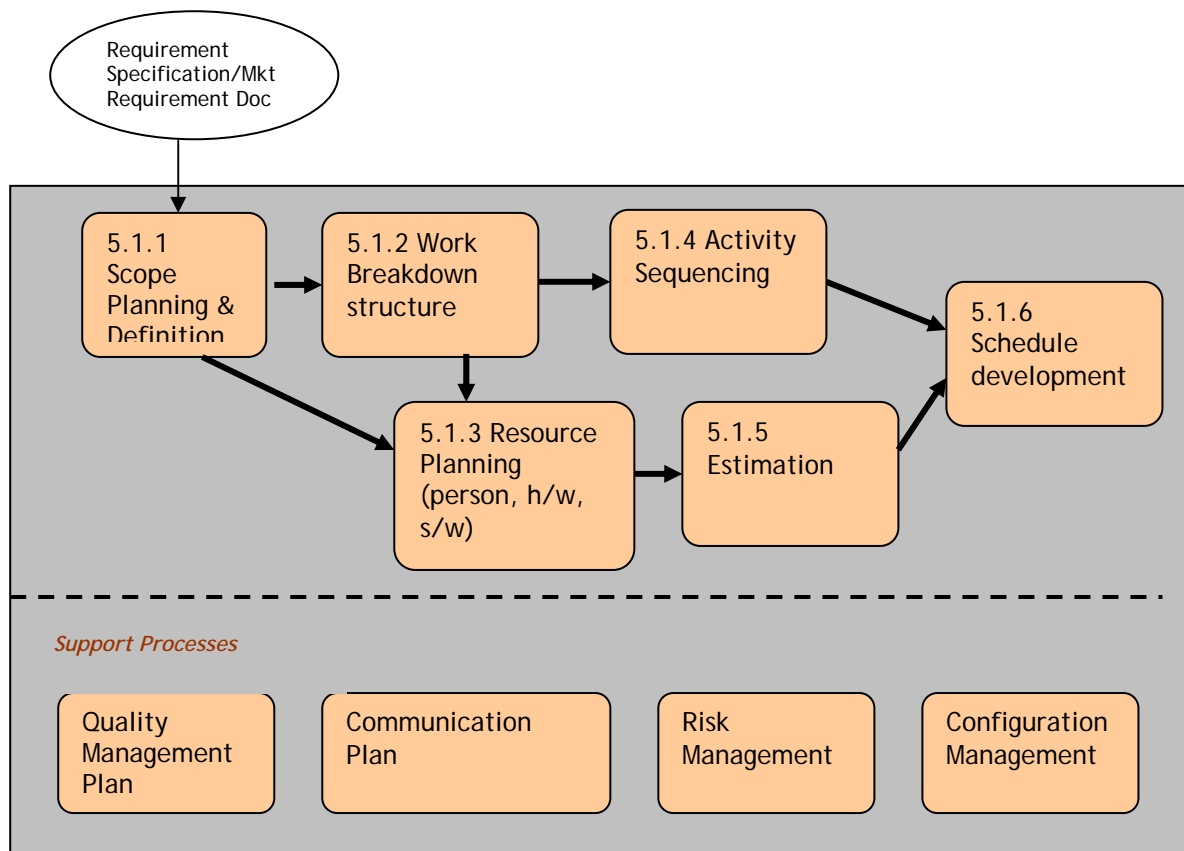 Requirement
Specification/Mkt
Requirement Doc
5.1.1
Scope
Planning &
Definition
5.1.2 Work
Breakdown
structure
5.1.4 Activity
Sequencing
5.1.6
Schedule
development
5.1.3 Resource
Planning
(person, h/w,
s/w)
5.1.5
Estimation
Support Processes
Quality
Management
Plan
Communication
Plan
Risk
Management
Configuration
Management